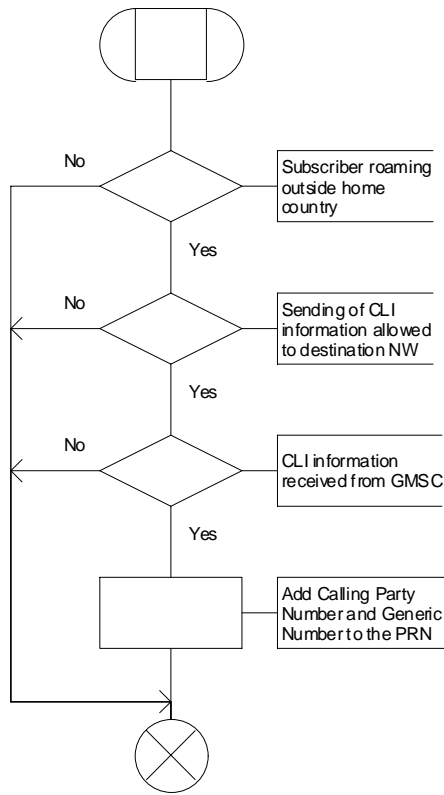 No
Subscriber roaming
outside home
country
Yes
No
Sending of CLI
information allowed
to destination NW
Yes
No
CLI information
received from GMSC
Yes
Add Calling Party
Number and Generic
Number to the PRN